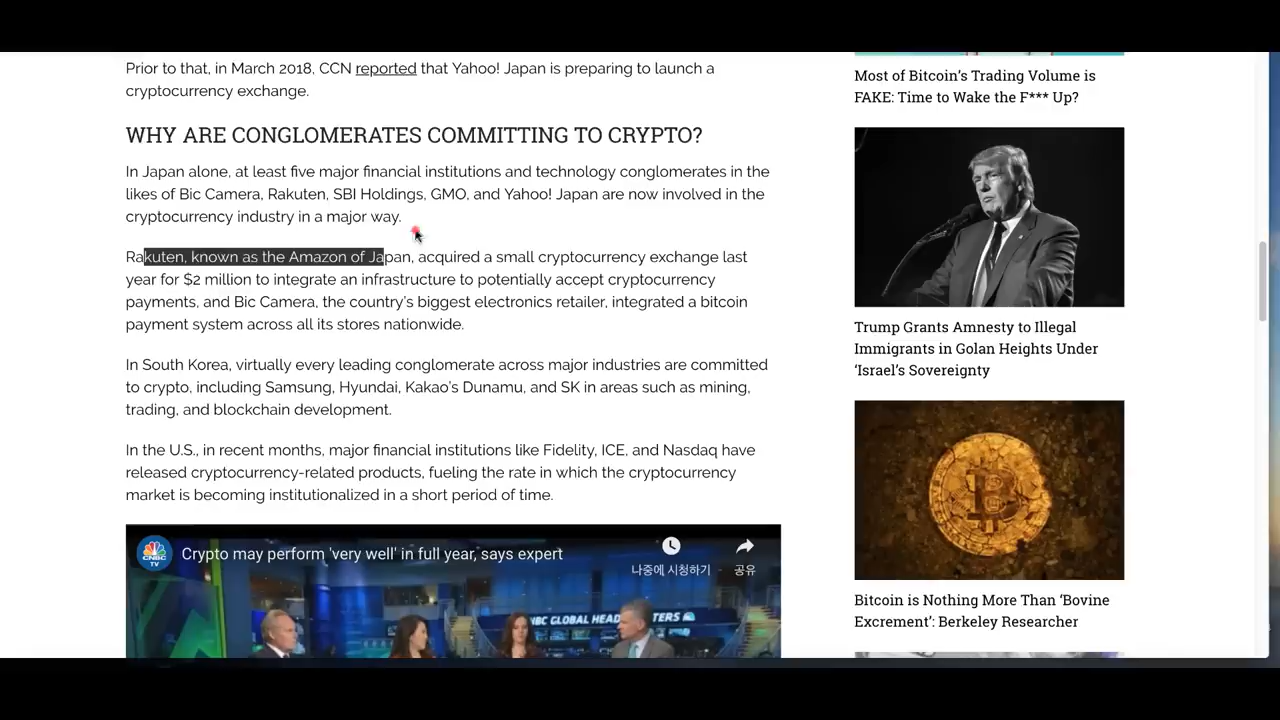 Prior to that, in March 2018, CCN reported that Yahoo! Japan is preparing to launch a
cryptocurrency exchange.
WHY ARE CONGLOMERATES COMMITTING TO CRYPTO?
In Japan alone, at least five major financial institutions and technology conglomerates in the
likes of Bic Camera, Rakuten, SBI Holdings, GMO, and Yahoo! Japan are now involved in the
cryptocurrency industry in a major way.
Rakuten, known as the Amazon of Japan, acquired a small cryptocurrency exchange last
year for $2 million to integrate an infrastructure to potentially accept cryptocurrency
payments, and Bic Camera, the country's biggest electronics retailer, integrated a bitcoin
payment system across all its stores nationwide.
In South Korea, virtually every leading conglomerate across major industries are committed
to crypto, including Samsung, Hyundai, Kakao's Dunamu, and SK in areas such as mining,
trading, and blockchain development.
In the U.S., in recent months, major financial institutions like Fidelity, ICE, and Nasdaq have
released cryptocurrency-related products, fueling the rate in which the cryptocurrency
market is becoming institutionalized in a short period of time.
CNBC
TV
Crypto may perform 'very well' in full year, says expert
나중에 시청하기
공유
NBC GLOBAL HEAD
TERS
Most of Bitcoin's Trading Volume is
FAKE: Time to Wake the F*** Up?
Trump Grants Amnesty to Illegal
Immigrants in Golan Heights Under
'Israel's Sovereignty
Bitcoin is Nothing More Than 'Bovine
Excrement': Berkeley Researcher